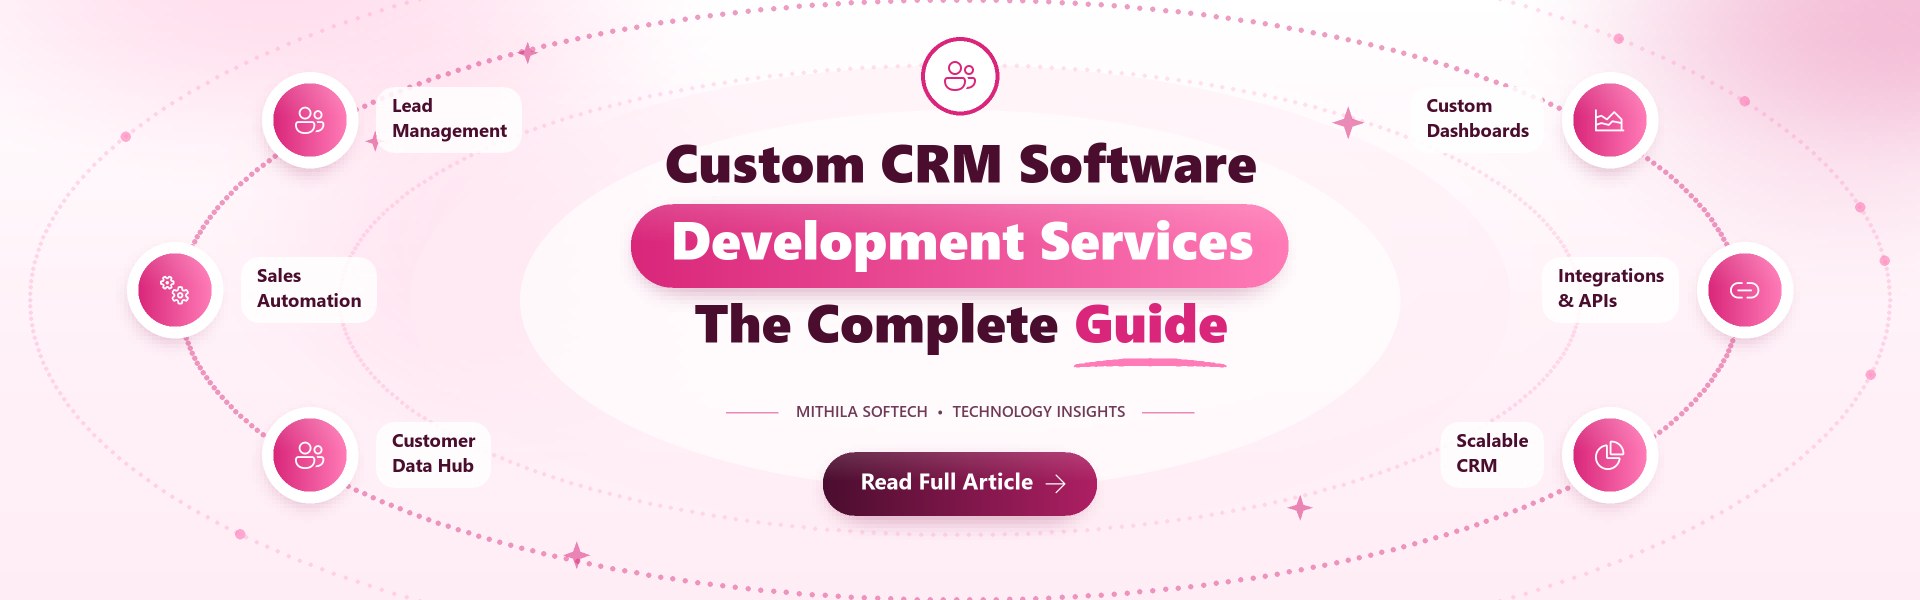 Lead
Management
Sales
Automation
Customer
Data Hub
Custom CRM Software
Development Services
The Complete Guide
MITHILA SOFTECH • TECHNOLOGY INSIGHTS
Read Full Article →
Custom
Dashboards
Integrations
& APIs
Scalable
CRM